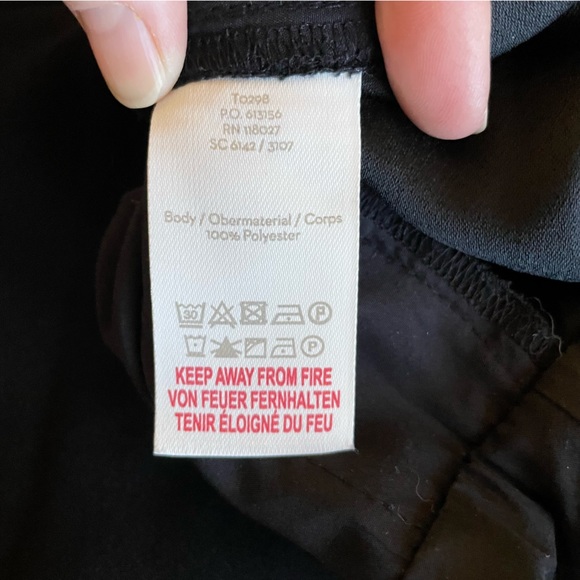 T0298
P.O. 613156
RN 118027
SC 6142 / 3107
Body / Obermaterial / Corps
100% Polyester
30 P
P
KEEP AWAY FROM FIRE
VON FEUER FERNHALTEN
TENIR ÉLOIGNÉ DU FEU